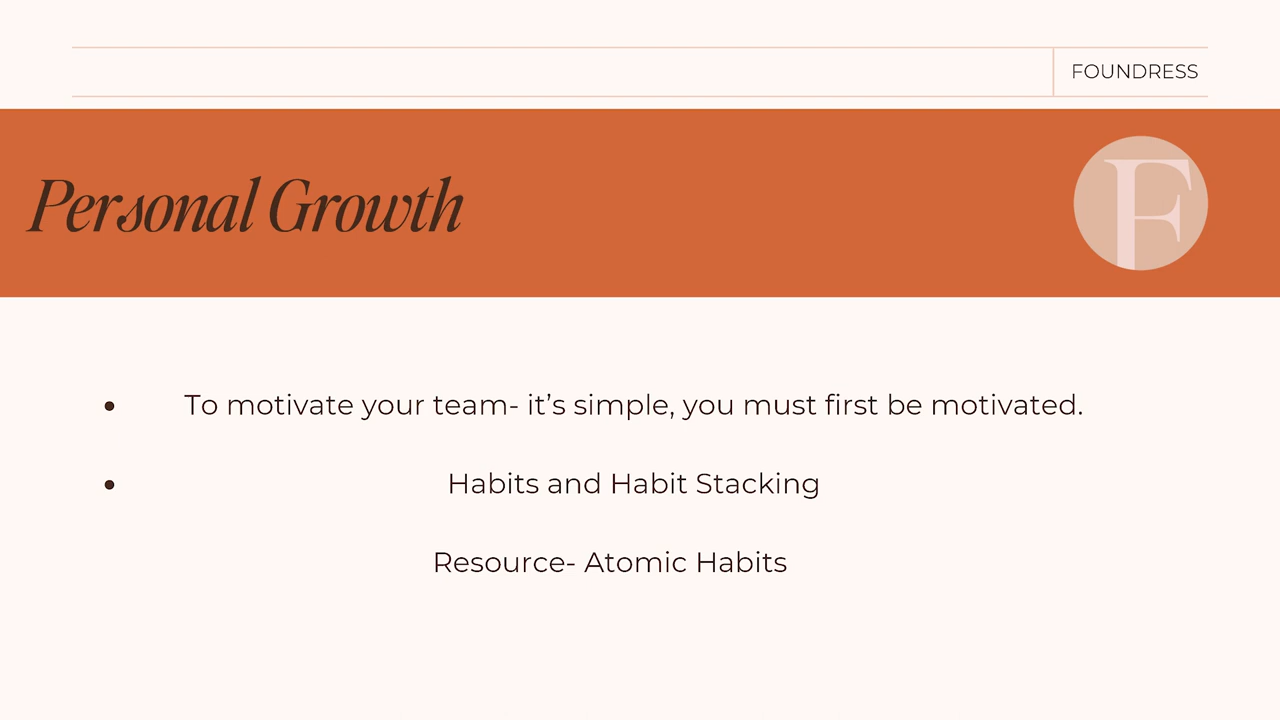 FOUNDRESS
Personal Growth
F
• To motivate your team- it’s simple, you must first be motivated.
• Habits and Habit Stacking
Resource- Atomic Habits